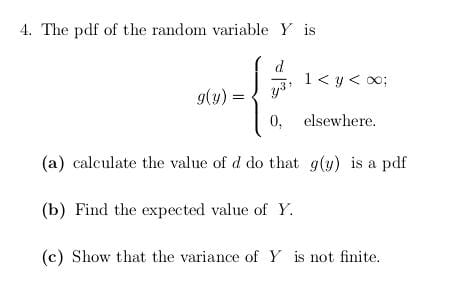 4. The pdf of the random variable Y is
g(y) = { d/y³, 1 < y < ∞;
0, elsewhere.
(a) calculate the value of d do that g(y) is a pdf
(b) Find the expected value of Y.
(c) Show that the variance of Y is not finite.